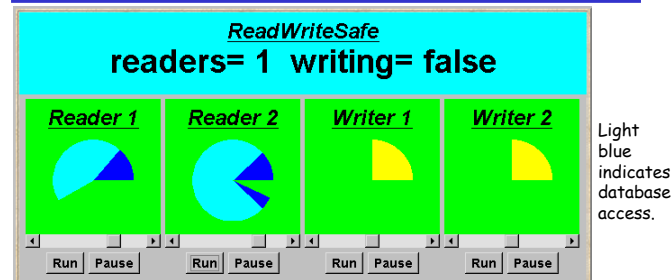 ReadWriteSafe
readers= 1 writing= false
Reader 1 Reader 2 Writer 1 Writer 2
Light
blue
indicates
database
access.
Run Pause Run Pause Run Pause Run Pause